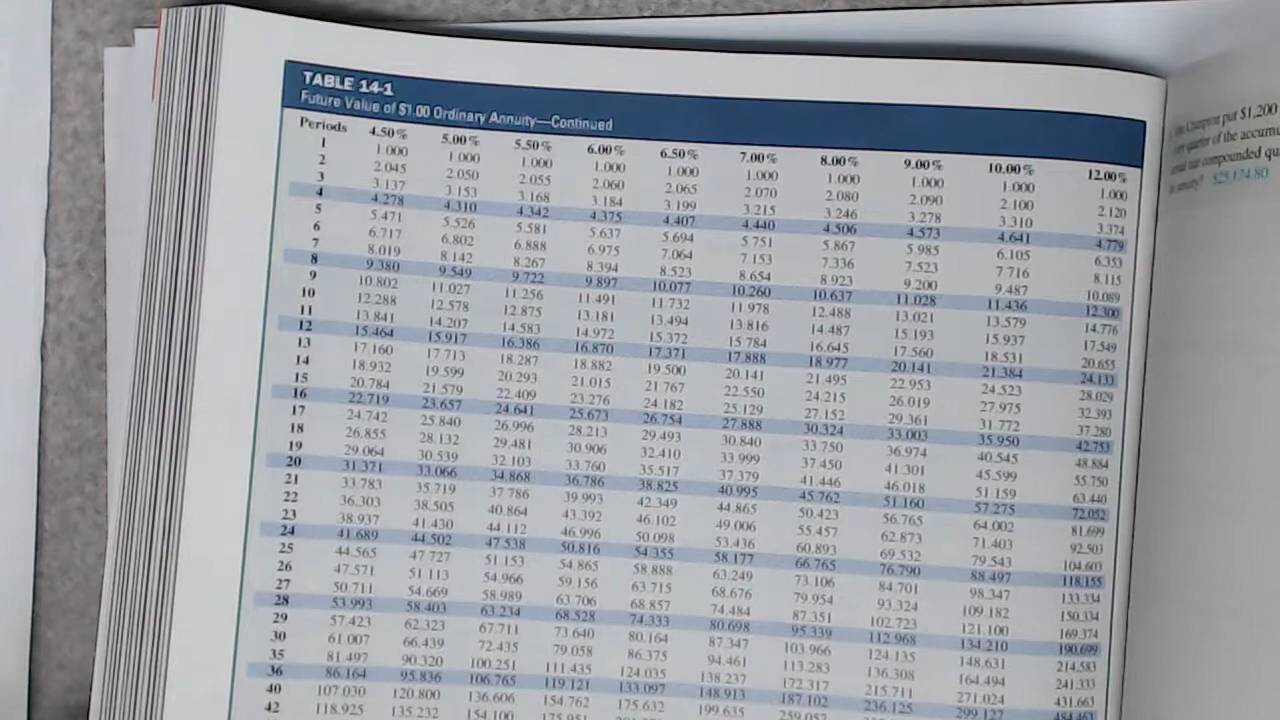 TABLE 14-1
Future Value of $1.00 Ordinary Annuity—Continued
Periods 4.50% 5.00% 5.50% 6.00% 6.50% 7.00% 8.00% 9.00% 10.00% 12.00%
1 1.000 1.000 1.000 1.000 1.000 1.000 1.000 1.000 1.000 1.000
2 2.045 2.050 2.055 2.060 2.065 2.070 2.080 2.090 2.100 2.120
3 3.137 3.153 3.168 3.184 3.199 3.215 3.246 3.278 3.310 3.374
4 4.278 4.310 4.342 4.375 4.407 4.440 4.506 4.573 4.641 4.779
5 5.471 5.526 5.581 5.637 5.694 5.751 5.867 5.985 6.105 6.353
6 6.717 6.802 6.888 6.975 7.064 7.153 7.336 7.523 7.716 8.115
7 8.019 8.142 8.267 8.394 8.523 8.654 8.923 9.200 9.487 10.089
8 9.380 9.549 9.722 9.897 10.077 10.260 10.637 11.028 11.436 12.300
9 10.802 11.027 11.256 11.491 11.732 11.978 12.488 13.021 13.579 14.776
10 12.288 12.578 12.875 13.181 13.494 13.816 14.487 15.193 15.937 17.549
11 13.841 14.207 14.583 14.972 15.372 15.784 16.645 17.560 18.531 20.655
12 15.464 15.917 16.386 16.870 17.371 17.888 18.977 20.141 21.384 24.133
13 17.160 17.713 18.287 18.882 19.500 20.141 21.495 22.953 24.523 28.029
14 18.932 19.599 20.293 21.015 21.767 22.550 24.215 26.019 27.975 32.393
15 20.784 21.579 22.409 23.276 24.182 25.129 27.152 29.361 31.772 37.280
16 22.719 23.657 24.641 25.673 26.754 27.888 30.324 33.003 35.950 42.753
17 24.742 25.840 26.996 28.213 29.493 30.840 33.750 36.974 40.545 48.884
18 26.855 28.132 29.481 30.906 32.410 33.999 37.450 41.301 45.599 55.750
19 29.064 30.539 32.103 33.760 35.517 37.379 41.446 46.018 51.159 63.440
20 31.371 33.066 34.868 36.786 38.825 40.995 45.762 51.160 57.275 72.052
21 33.783 35.719 37.786 39.993 42.349 44.865 50.423 56.765 64.002 81.699
22 36.303 38.505 40.864 43.392 46.102 49.006 55.457 62.873 71.403 92.503
23 38.937 41.430 44.112 46.996 50.098 53.436 60.893 69.532 79.543 104.603
24 41.689 44.502 47.538 50.816 54.355 58.177 66.765 76.790 88.497 118.155
25 44.565 47.727 51.153 54.865 58.888 63.249 73.106 84.701 98.347 133.334
26 47.571 51.113 54.966 59.156 63.715 68.676 79.954 93.324 109.182 150.334
27 50.711 54.669 58.989 63.706 68.857 74.484 87.351 102.723 121.100 169.374
28 53.993 58.403 63.234 68.528 74.333 80.698 95.339 112.968 134.210 190.699
29 57.423 62.323 67.711 73.640 80.164 87.347 103.966 124.135 148.631 214.583
30 61.007 66.439 72.435 79.058 86.375 94.461 113.283 136.308 164.494 241.333
35 81.497 90.320 100.251 111.435 124.035 138.237 172.317 215.711 271.024 431.663
36 86.164 95.836 106.765 119.121 133.097 148.913 187.102 236.125 299.127 484.463
40 107.030 120.800 136.606 154.762 175.632 199.635 259.057
42 118.925 135.232 154.100 175.951
put $1,200
quarter of the accum
compounded qu
annuity? $25,174.80